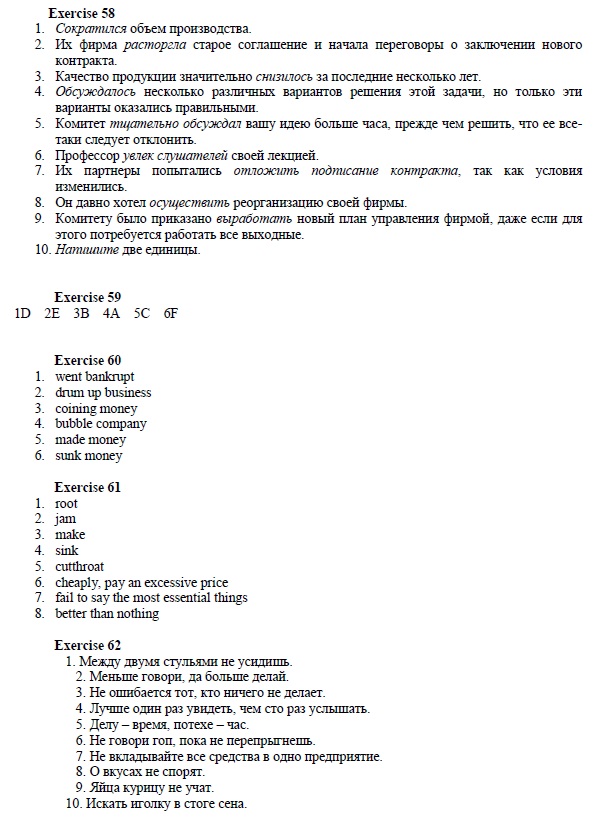 Exercise 58
1. Сократился объем производства.
2. Их фирма расторгла старое соглашение и начала переговоры о заключении нового
контракта.
3. Качество продукции значительно снизилось за последние несколько лет.
4. Обсуждалось несколько различных вариантов решения этой задачи, но только эти
варианты оказались правильными.
5. Комитет тщательно обсуждал вашу идею больше часа, прежде чем решить, что ее все-
таки следует отклонить.
6. Профессор увлек слушателей своей лекцией.
7. Их партнеры попытались отложить подписание контракта, так как условия
изменились.
8. Он давно хотел осуществить реорганизацию своей фирмы.
9. Комитету было приказано выработать новый план управления фирмой, даже если для
этого потребуется работать все выходные.
10. Напишите две единицы.
Exercise 59
1D 2E 3B 4A 5C 6F
Exercise 60
1. went bankrupt
2. drum up business
3. coining money
4. bubble company
5. made money
6. sunk money
Exercise 61
1. root
2. jam
3. make
4. sink
5. cutthroat
6. cheaply, pay an excessive price
7. fail to say the most essential things
8. better than nothing
Exercise 62
1. Между двумя стульями не усидишь.
2. Меньше говори, да больше делай.
3. Не ошибается тот, кто ничего не делает.
4. Лучше один раз увидеть, чем сто раз услышать.
5. Делу – время, потехе – час.
6. Не говори гоп, пока не перепрыгнешь.
7. Не вкладывайте все средства в одно предприятие.
8. О вкусах не спорят.
9. Яйца курицу не учат.
10. Искать иголку в стоге сена.